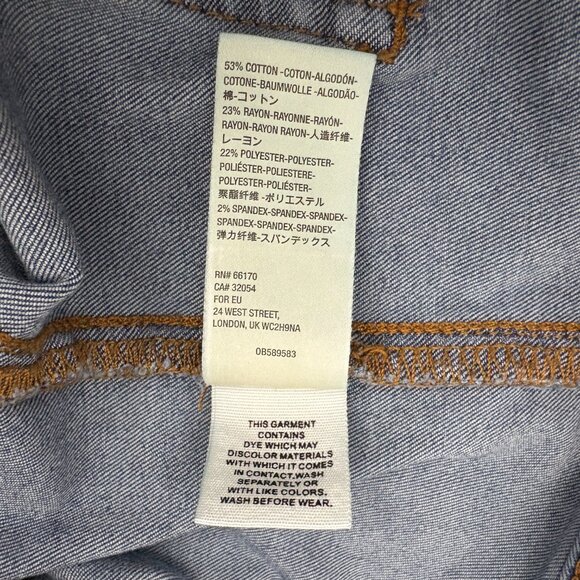 53% COTTON -COTON-ALGODÓN-
COTONE-BAUMWOLLE -ALGODÃO-
棉-コットン
23% RAYON-RAYONNE-RAYÓN-
RAYON-RAYON RAYON-人造纤维-
レーヨン
22% POLYESTER-POLYESTER-
POLIÉSTER-POLIESTERE-
POLYESTER-POLIÉSTER-
聚酯纤维 -ポリエステル
2% SPANDEX-SPANDEX-SPANDEX-
SPANDEX-SPANDEX-SPANDEX-
弹力纤维-スパンデックス
RN# 66170
CA# 32054
FOR EU
24 WEST STREET,
LONDON, UK WC2H9NA
OB589583
THIS GARMENT
CONTAINS
DYE WHICH MAY
DISCOLOR MATERIALS
WITH WHICH IT COMES
IN CONTACT.WASH
SEPARATELY OR
WITH LIKE COLORS.
WASH BEFORE WEAR.